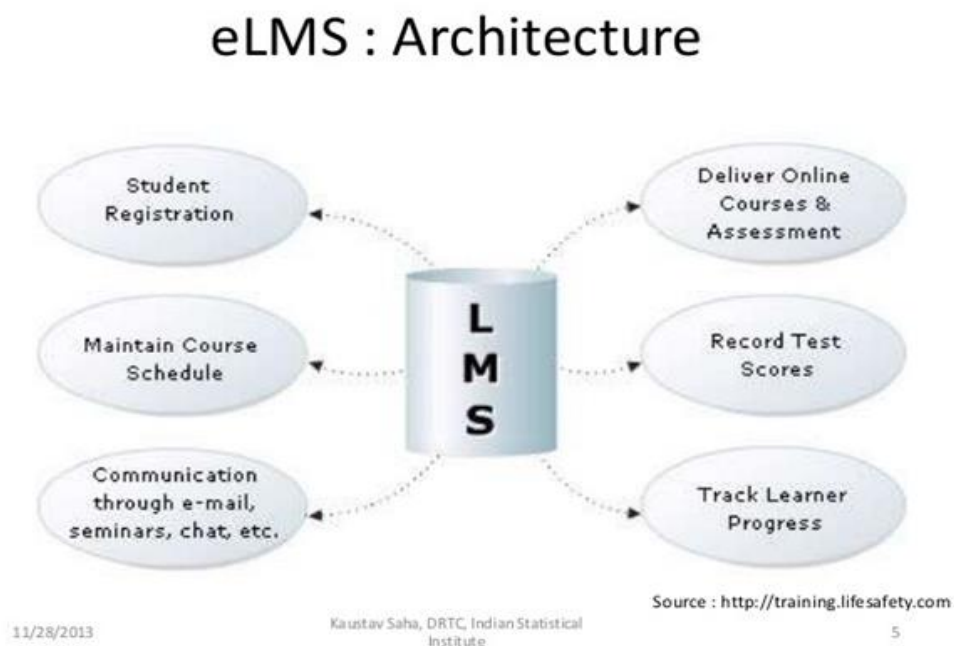 eLMS : Architecture
Student
Registration
Deliver Online
Courses &
Assessment
L
M
S
Maintain Course
Schedule
Record Test
Scores
Communication
through e-mail,
seminars, chat, etc.
Track Learner
Progress
Source : http://training.lifesafety.com
11/28/2013
Kaustav Saha, DRTC, Indian Statistical
Institute
5